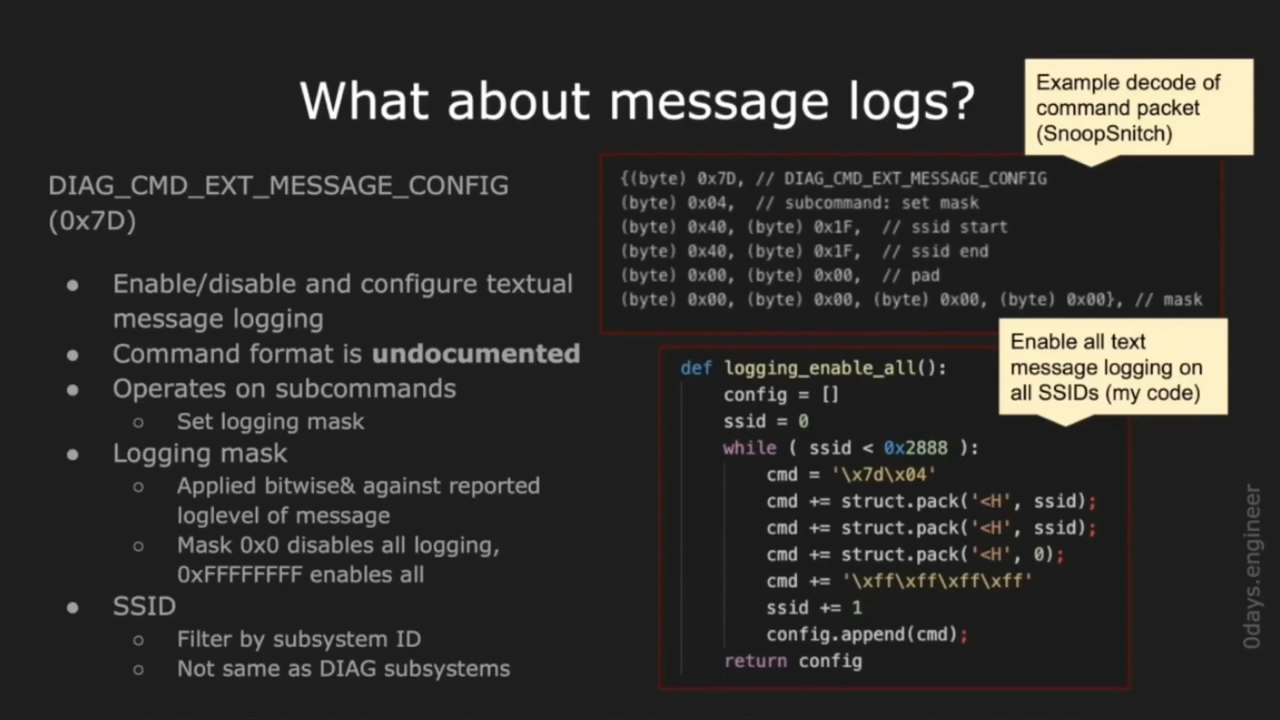 What about message logs?
Example decode of
command packet
(SnoopSnitch)
DIAG_CMD_EXT_MESSAGE_CONFIG
(0x7D)
● Enable/disable and configure textual
message logging
● Command format is undocumented
● Operates on subcommands
○ Set logging mask
● Logging mask
○ Applied bitwise& against reported
loglevel of message
○ Mask 0x0 disables all logging,
0xFFFFFFFF enables all
● SSID
○ Filter by subsystem ID
○ Not same as DIAG subsystems
{(byte) 0x7D, // DIAG_CMD_EXT_MESSAGE_CONFIG
(byte) 0x04,  // subcommand: set mask
(byte) 0x40, (byte) 0x1F,  // ssid start
(byte) 0x40, (byte) 0x1F,  // ssid end
(byte) 0x00, (byte) 0x00,  // pad
(byte) 0x00, (byte) 0x00, (byte) 0x00, (byte) 0x00}, // mask
Enable all text
message logging on
all SSIDs (my code)
def logging_enable_all():
    config = []
    ssid = 0
    while ( ssid < 0x2888 ):
        cmd = '\x7d\x04'
        cmd += struct.pack('<H', ssid);
        cmd += struct.pack('<H', ssid);
        cmd += struct.pack('<H', 0);
        cmd += '\xff\xff\xff\xff'
        ssid += 1
        config.append(cmd);
    return config
0days.engineer